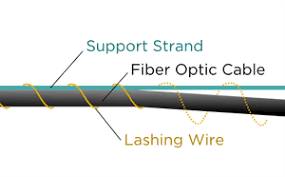 Support Strand
Fiber Optic Cable
Lashing Wire